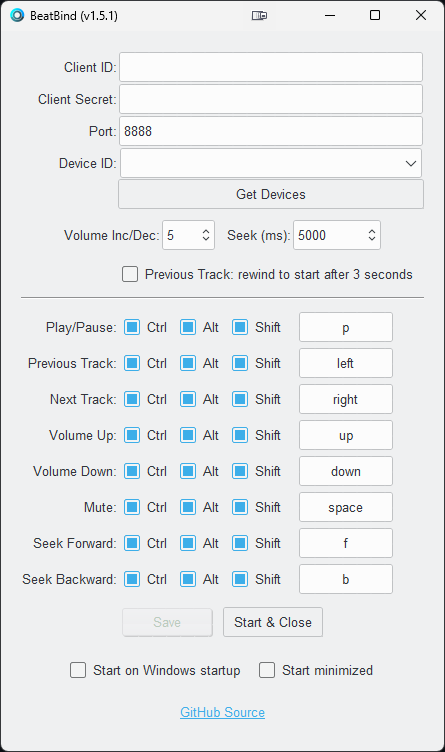 BeatBind (v1.5.1)
Client ID:
Client Secret:
Port: 8888
Device ID:
Get Devices
Volume Inc/Dec: 5 Seek (ms): 5000
Previous Track: rewind to start after 3 seconds
Play/Pause: Ctrl Alt Shift p
Previous Track: Ctrl Alt Shift left
Next Track: Ctrl Alt Shift right
Volume Up: Ctrl Alt Shift up
Volume Down: Ctrl Alt Shift down
Mute: Ctrl Alt Shift space
Seek Forward: Ctrl Alt Shift f
Seek Backward: Ctrl Alt Shift b
Save Start & Close
Start on Windows startup Start minimized
GitHub Source